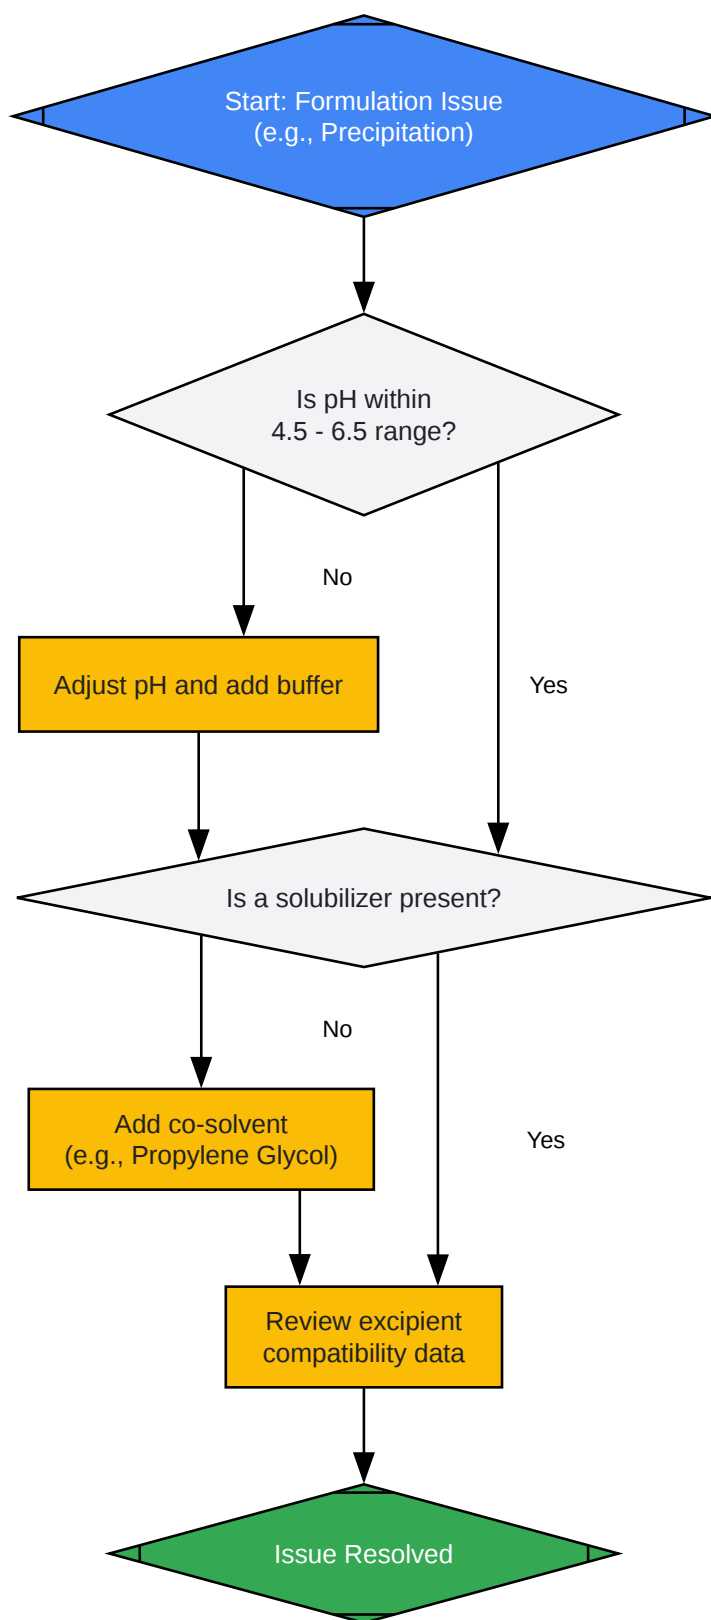 Start: Formulation Issue
(e.g., Precipitation)
Is pH within
4.5 - 6.5 range?
No
Adjust pH and add buffer
Yes
Is a solubilizer present?
No
Add co-solvent
(e.g., Propylene Glycol)
Yes
Review excipient
compatibility data
Issue Resolved